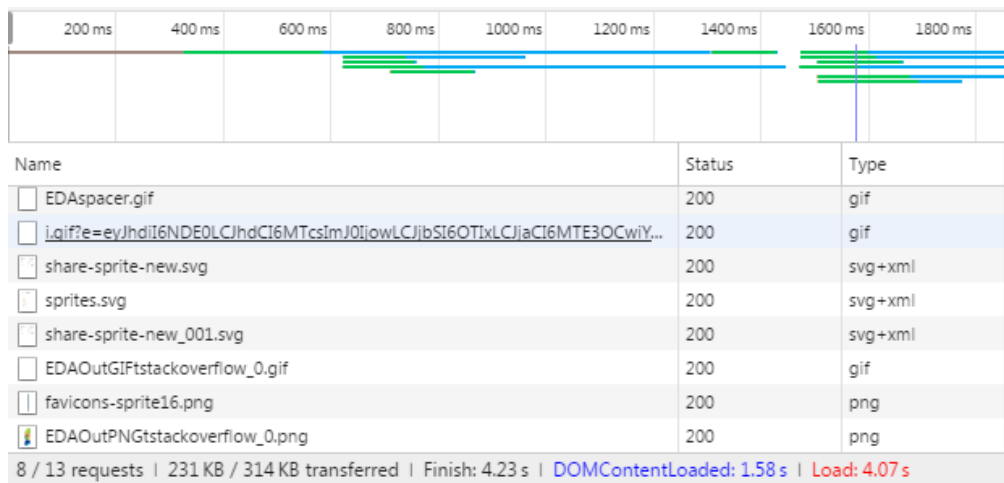 200 ms 400 ms 600 ms 800 ms 1000 ms 1200 ms 1400 ms 1600 ms 1800 ms
Name Status Type
EDAspacer.gif 200 gif
i.gif?e=eyJhdiI6NDE0LCJhdCI6MTcsImJ0IjowLCJjbSI6OTIxLCJjaCI6MTE3OCwiY... 200 gif
share-sprite-new.svg 200 svg+xml
sprites.svg 200 svg+xml
share-sprite-new_001.svg 200 svg+xml
EDAOutGIFtstackoverflow_0.gif 200 gif
favicons-sprite16.png 200 png
EDAOutPNGtstackoverflow_0.png 200 png
8 / 13 requests | 231 KB / 314 KB transferred | Finish: 4.23 s | DOMContentLoaded: 1.58 s | Load: 4.07 s